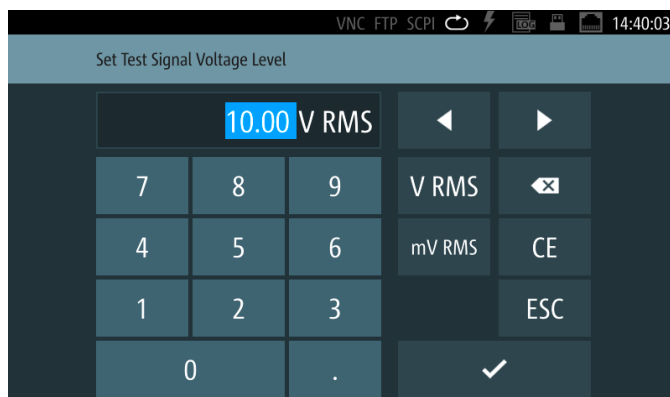 VNC FTP SCPI LOG 14:40:03
Set Test Signal Voltage Level
10.00 V RMS
7 8 9 V RMS
4 5 6 mV RMS CE
1 2 3 ESC
0 .